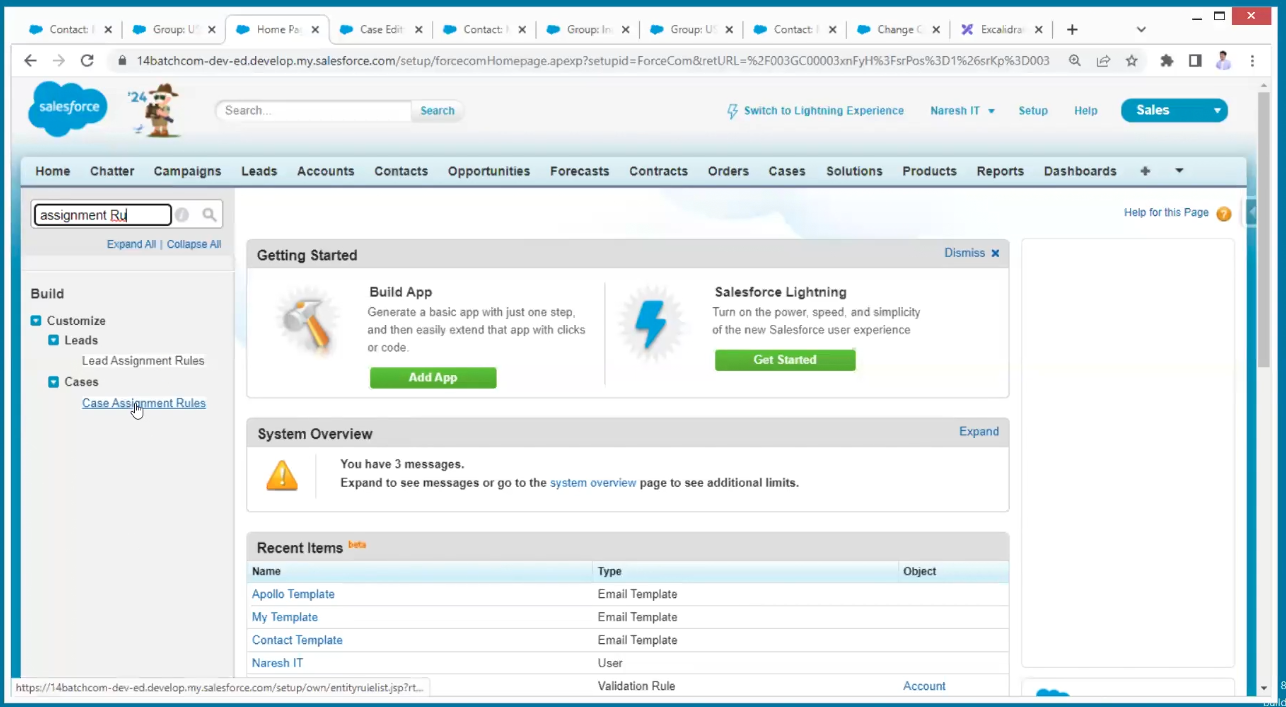 Contact:
Group: U
Home Pa
Case Edit
Contact:
Group: In
Group: U
Contact:
Change
Excalidra
14batchcom-dev-ed.develop.my.salesforce.com/setup/forcecomHomepage.apexp?setupid=ForceCom&retURL=%2F003GC00003xnFyH%3FsrPos%3D1%26srKp%3D003
salesforce
'24
Search...
Search
Switch to Lightning Experience
Naresh IT
Setup
Help
Sales
Home
Chatter
Campaigns
Leads
Accounts
Contacts
Opportunities
Forecasts
Contracts
Orders
Cases
Solutions
Products
Reports
Dashboards
+
assignment Ru
Expand All | Collapse All
Help for this Page
Build
Customize
Leads
Lead Assignment Rules
Cases
Case Assignment Rules
Getting Started
Dismiss
Build App
Generate a basic app with just one step,
and then easily extend that app with clicks
or code.
Add App
Salesforce Lightning
Turn on the power, speed, and simplicity
of the new Salesforce user experience
Get Started
System Overview
Expand
You have 3 messages.
Expand to see messages or go to the system overview page to see additional limits.
Recent Items beta
Name Type Object
Apollo Template Email Template
My Template Email Template
Contact Template Email Template
Naresh IT User
Validation Rule Account
https://14batchcom-dev-ed.develop.my.salesforce.com/setup/own/entityrulelist.jsp?rt...